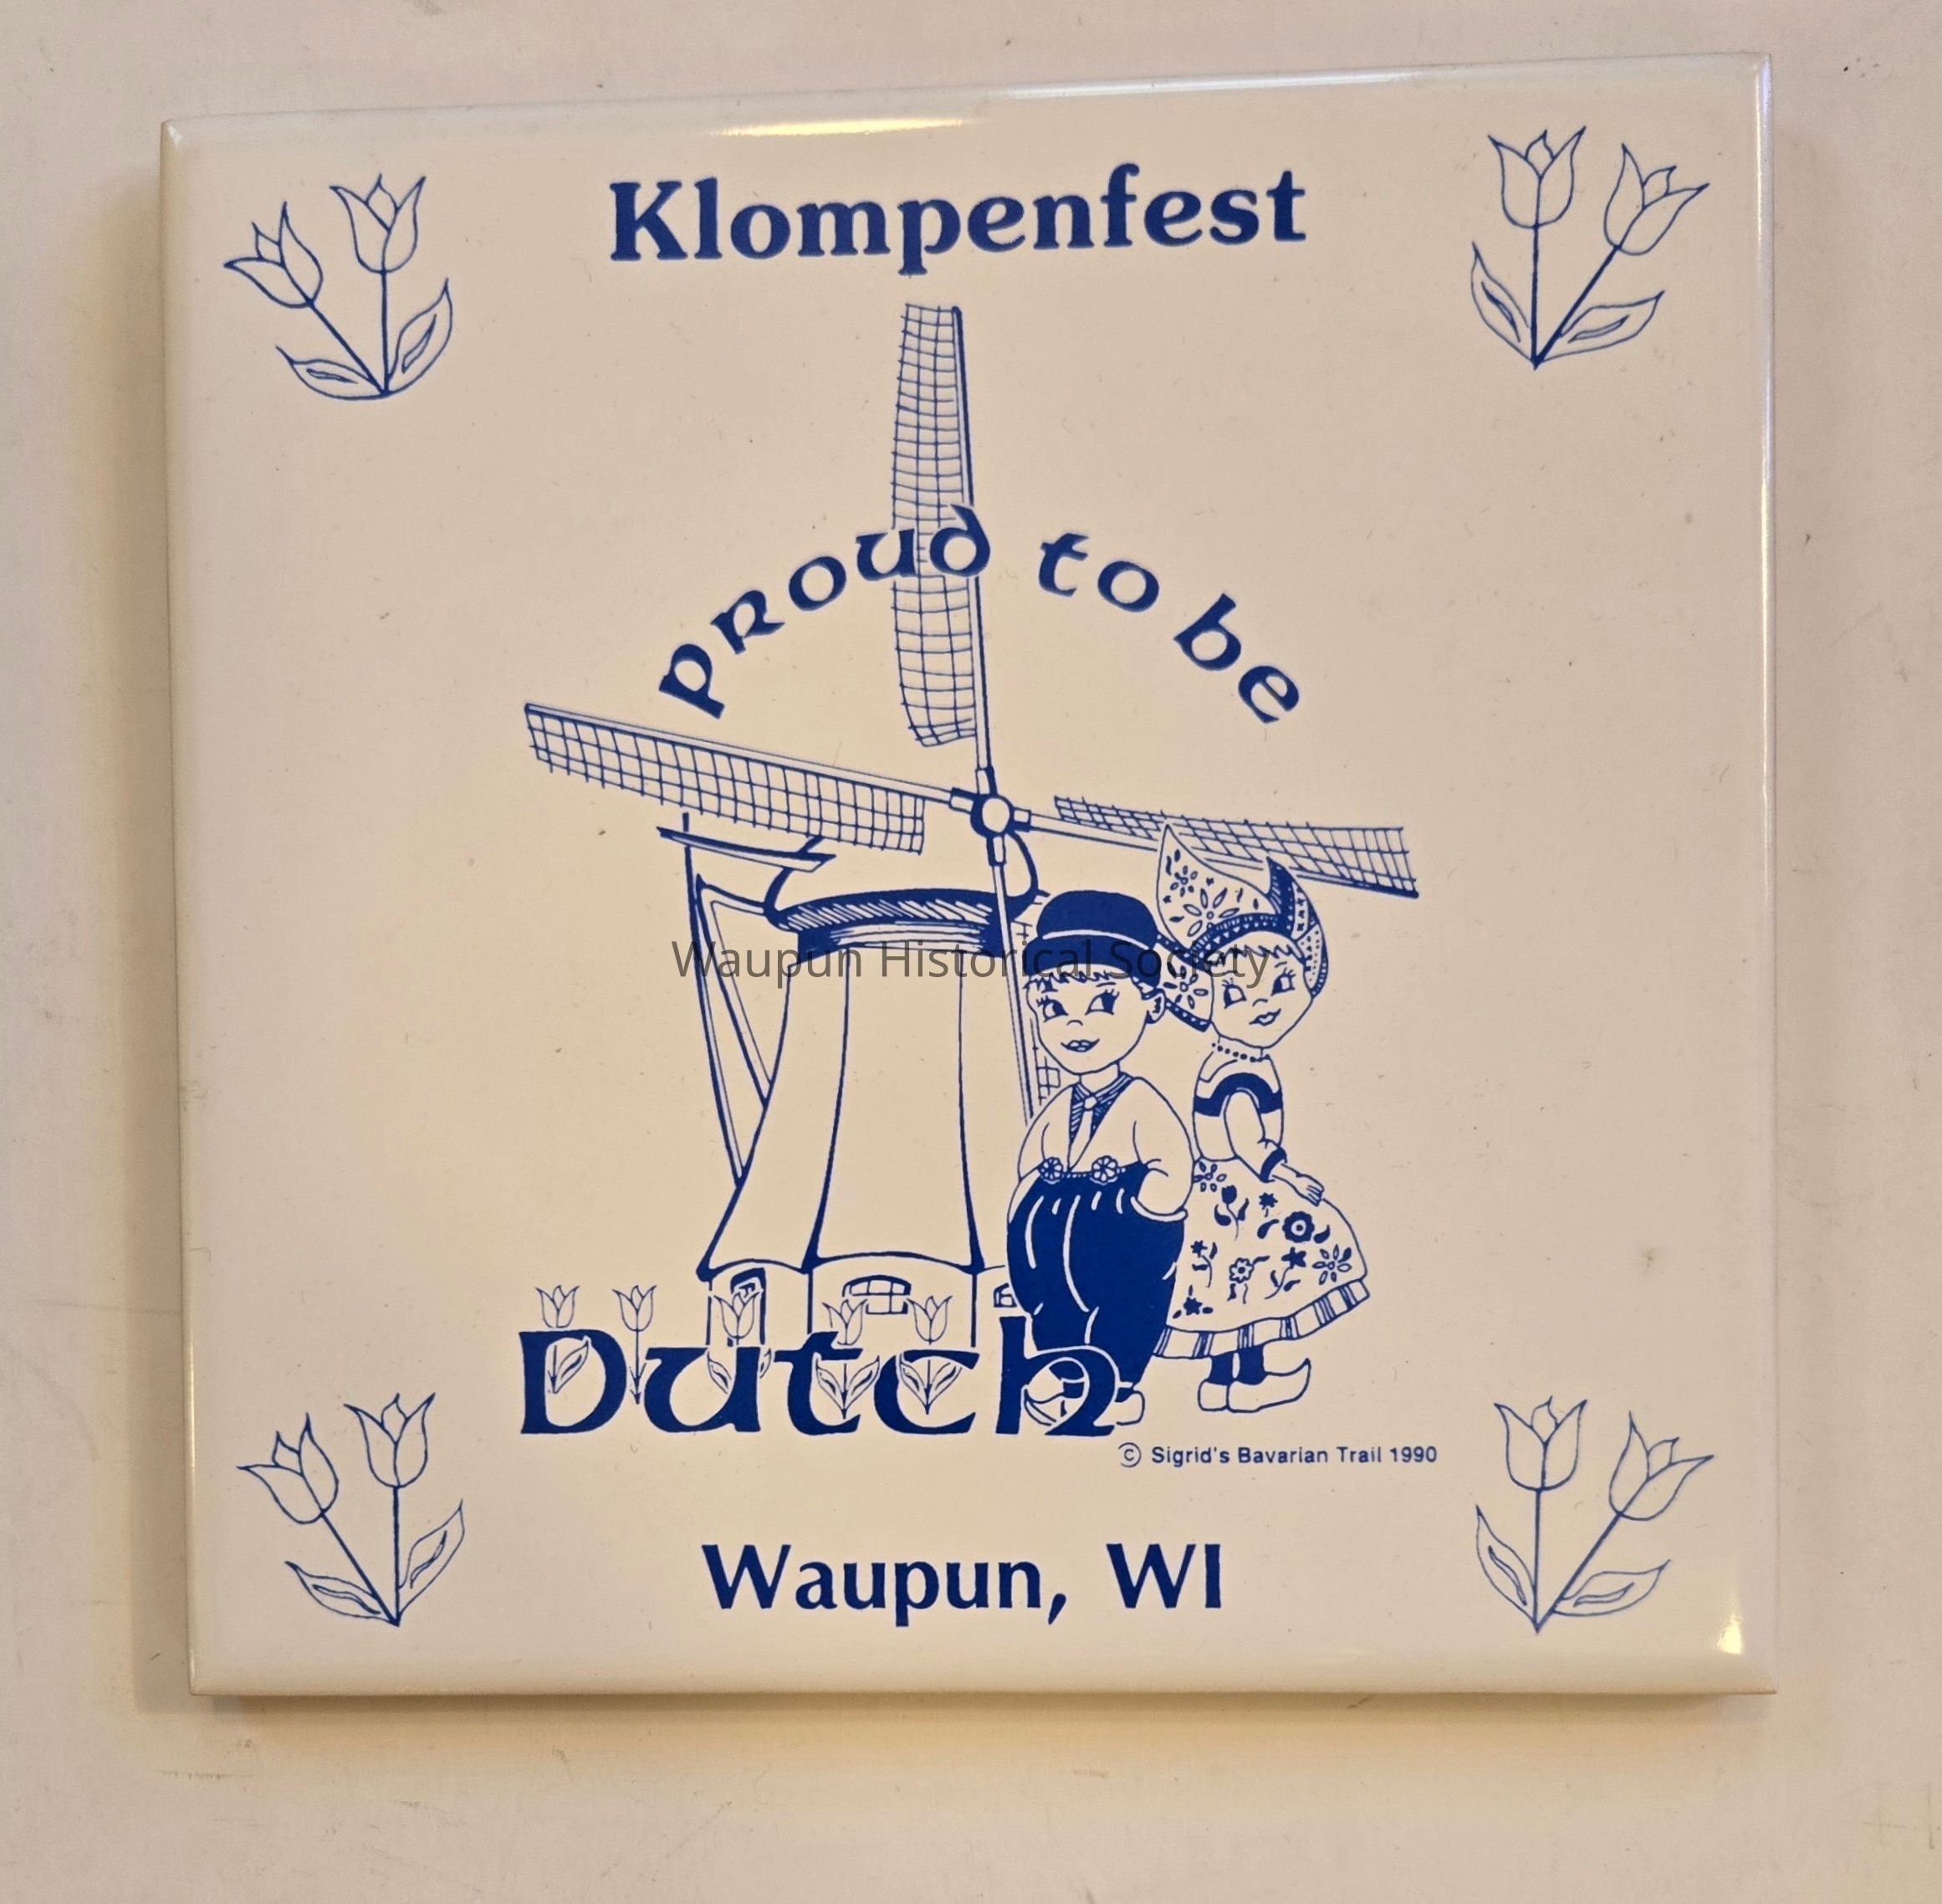 Klompenfest
proud to be
Waupun Historical Society
Dutch
© Sigrid's Bavarian Trail 1990
Waupun, WI